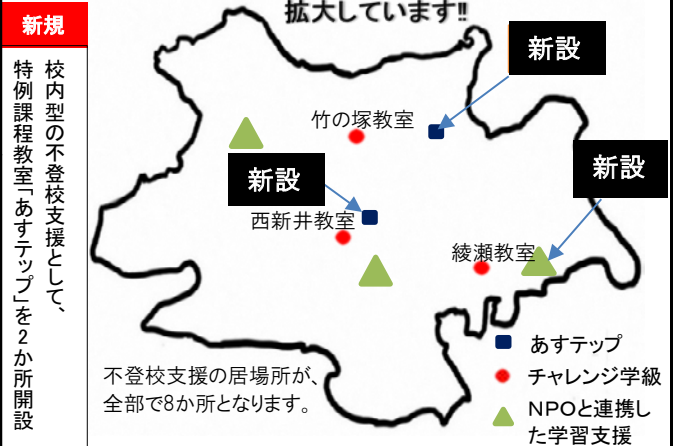 新規
校内型の不登校支援として、
特例課程教室「あすテップ」を2か所開設
拡大しています!!
新設
竹の塚教室
新設
新設
西新井教室
綾瀬教室
あすテップ
チャレンジ学級
NPOと連携し
た学習支援
不登校支援の居場所が、
全部で8か所となります。